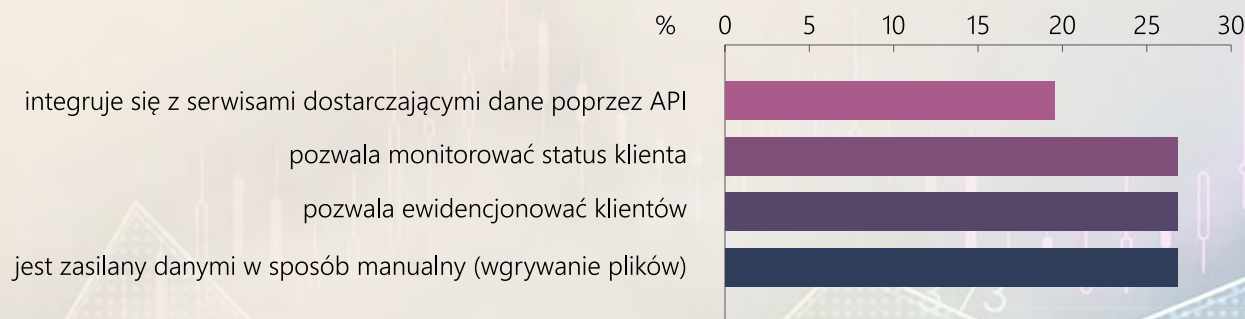 % 0 5 10 15 20 25 30
integruje się z serwisami dostarczającymi dane poprzez API
pozwala monitorować status klienta
pozwala ewidencjonować klientów
jest zasilany danymi w sposób manualny (wgrywanie plików)